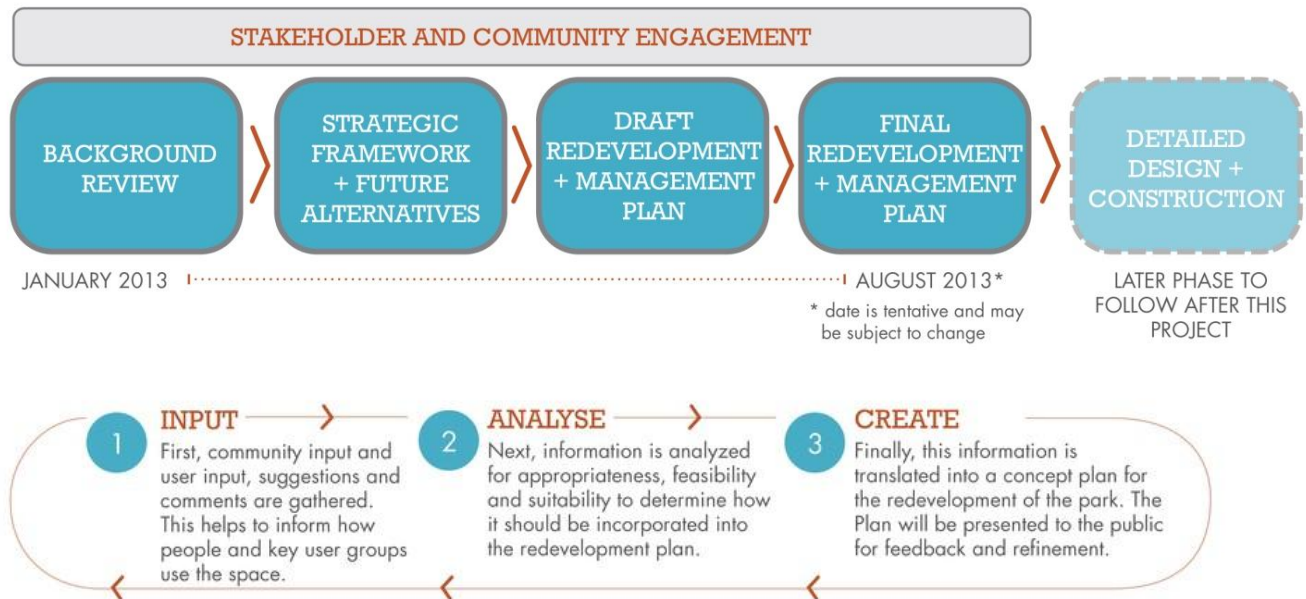 STAKEHOLDER AND COMMUNITY ENGAGEMENT
BACKGROUND
REVIEW
STRATEGIC
FRAMEWORK
+ FUTURE
ALTERNATIVES
DRAFT
REDEVELOPMENT
+ MANAGEMENT
PLAN
FINAL
REDEVELOPMENT
+ MANAGEMENT
PLAN
DETAILED
DESIGN +
CONSTRUCTION
JANUARY 2013
AUGUST 2013*
* date is tentative and may
be subject to change
LATER PHASE TO
FOLLOW AFTER THIS
PROJECT
1
INPUT
First, community input and
user input, suggestions and
comments are gathered.
This helps to inform how
people and key user groups
use the space.
2
ANALYSE
Next, information is analyzed
for appropriateness, feasibility
and suitability to determine how
it should be incorporated into
the redevelopment plan.
3
CREATE
Finally, this information is
translated into a concept plan for
the redevelopment of the park. The
Plan will be presented to the public
for feedback and refinement.